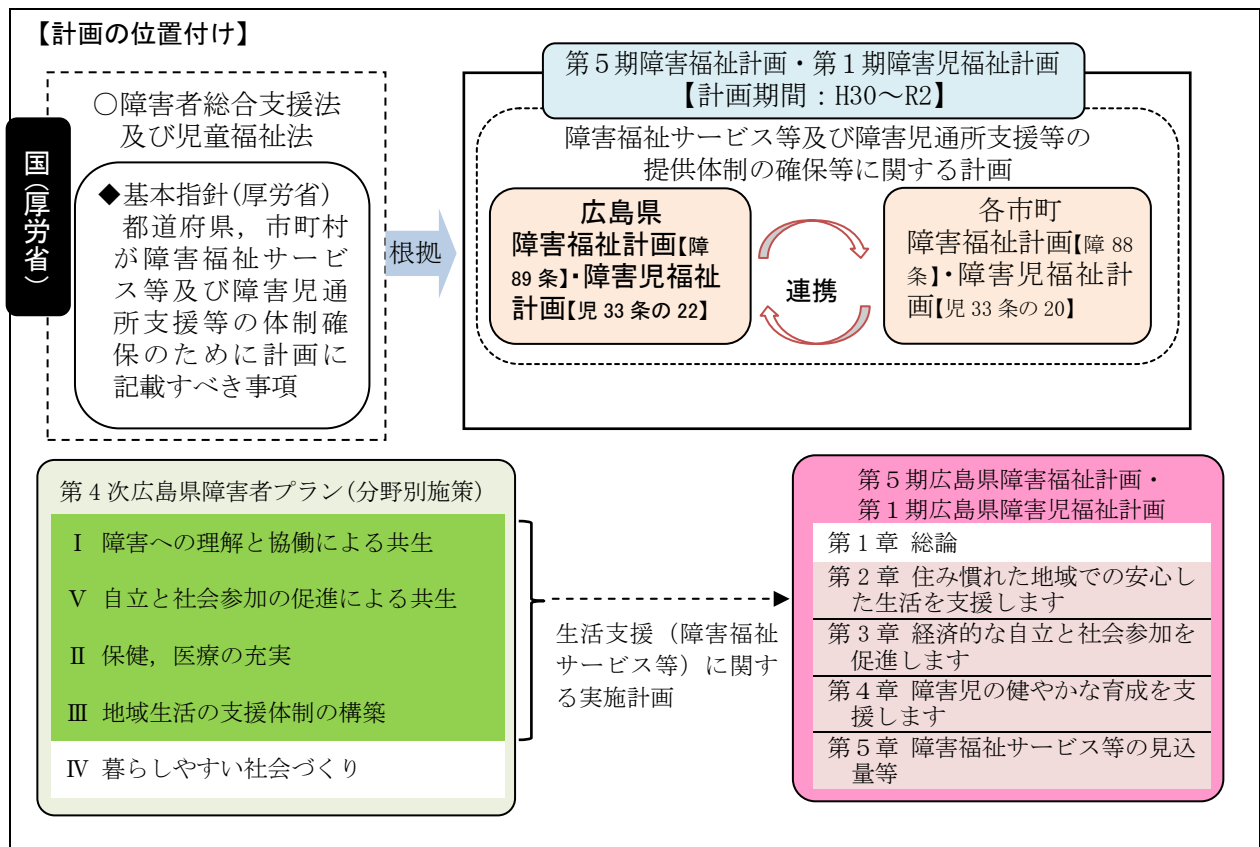 【計画の位置付け】
国(厚労省)
○障害者総合支援法
及び児童福祉法
◆基本指針(厚労省)
都道府県，市町村
が障害福祉サービ
ス等及び障害児通
所支援等の体制確
保のために計画に
記載すべき事項
根拠
第５期障害福祉計画・第１期障害児福祉計画
【計画期間：H30～R2】
障害福祉サービス等及び障害児通所支援等の
提供体制の確保等に関する計画
広島県
障害福祉計画【障
89 条】・障害児福祉
計画【児 33 条の 22】
連携
各市町
障害福祉計画【障 88
条】・障害児福祉計
画【児 33 条の 20】
第４次広島県障害者プラン(分野別施策)
Ⅰ 障害への理解と協働による共生
Ⅴ 自立と社会参加の促進による共生
Ⅱ 保健，医療の充実
Ⅲ 地域生活の支援体制の構築
Ⅳ 暮らしやすい社会づくり
生活支援（障害福祉
サービス等）に関す
る実施計画
第５期広島県障害福祉計画・
第１期広島県障害児福祉計画
第１章 総論
第２章 住み慣れた地域での安心し
た生活を支援します
第３章 経済的な自立と社会参加を
促進します
第４章 障害児の健やかな育成を支
援します
第５章 障害福祉サービス等の見込
量等